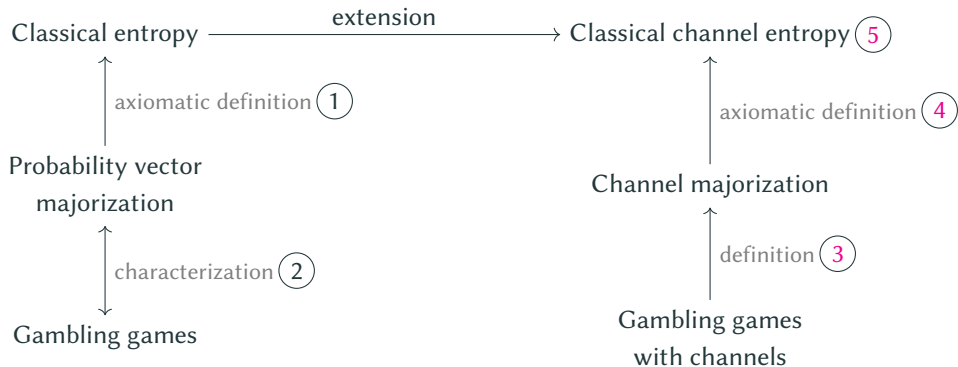 extension
Classical entropy
Classical channel entropy 5
axiomatic definition 1
axiomatic definition 4
Probability vector
majorization
Channel majorization
characterization 2
definition 3
Gambling games
Gambling games
with channels